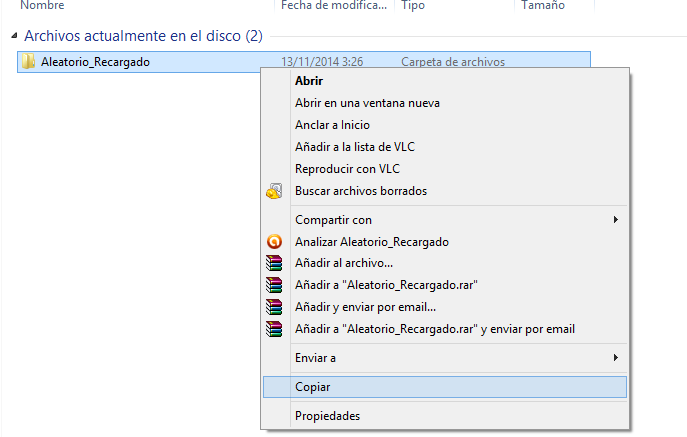 Nombre Fecha de modifica... Tipo Tamaño
Archivos actualmente en el disco (2)
Aleatorio_Recargado 13/11/2014 3:26 Carpeta de archivos
Abrir
Abrir en una ventana nueva
Anclar a Inicio
Añadir a la lista de VLC
Reproducir con VLC
Buscar archivos borrados
Compartir con
Analizar Aleatorio_Recargado
Añadir al archivo...
Añadir a "Aleatorio_Recargado.rar"
Añadir y enviar por email...
Añadir a "Aleatorio_Recargado.rar" y enviar por email
Enviar a
Copiar
Propiedades